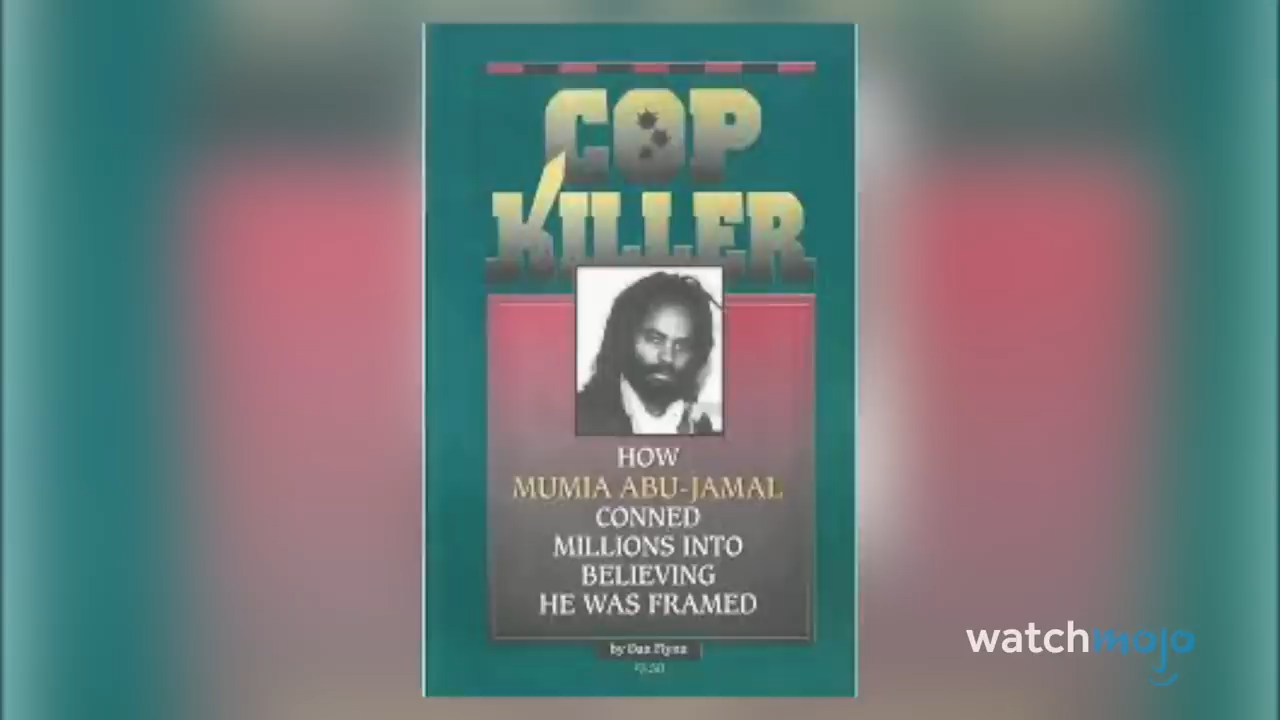 COP
KILLER
HOW
MUMIA ABU-JAMAL
CONNED
MILLIONS INTO
BELIEVING
HE WAS FRAMED
by Dan Flynn
watchmojo